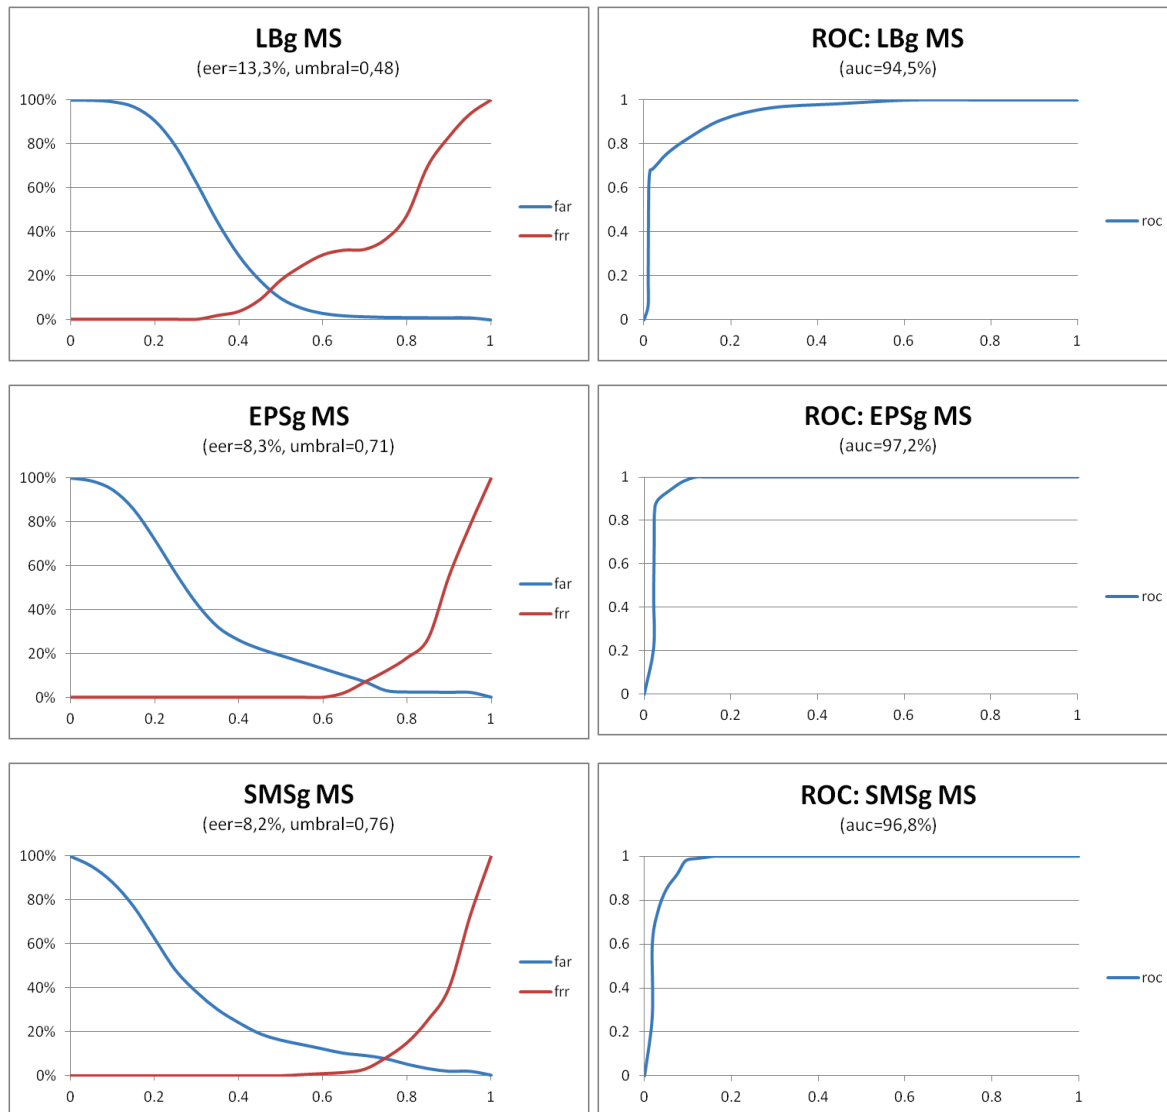 LBg MS
(eer=13,3%, umbral=0,48)
100%
80%
60%
40%
20%
0%
0 0.2 0.4 0.6 0.8 1
far
frr
ROC: LBg MS
(auc=94,5%)
1
0.8
0.6
0.4
0.2
0
0 0.2 0.4 0.6 0.8 1
roc
EPSg MS
(eer=8,3%, umbral=0,71)
100%
80%
60%
40%
20%
0%
0 0.2 0.4 0.6 0.8 1
far
frr
ROC: EPSg MS
(auc=97,2%)
1
0.8
0.6
0.4
0.2
0
0 0.2 0.4 0.6 0.8 1
roc
SMSg MS
(eer=8,2%, umbral=0,76)
100%
80%
60%
40%
20%
0%
0 0.2 0.4 0.6 0.8 1
far
frr
ROC: SMSg MS
(auc=96,8%)
1
0.8
0.6
0.4
0.2
0
0 0.2 0.4 0.6 0.8 1
roc